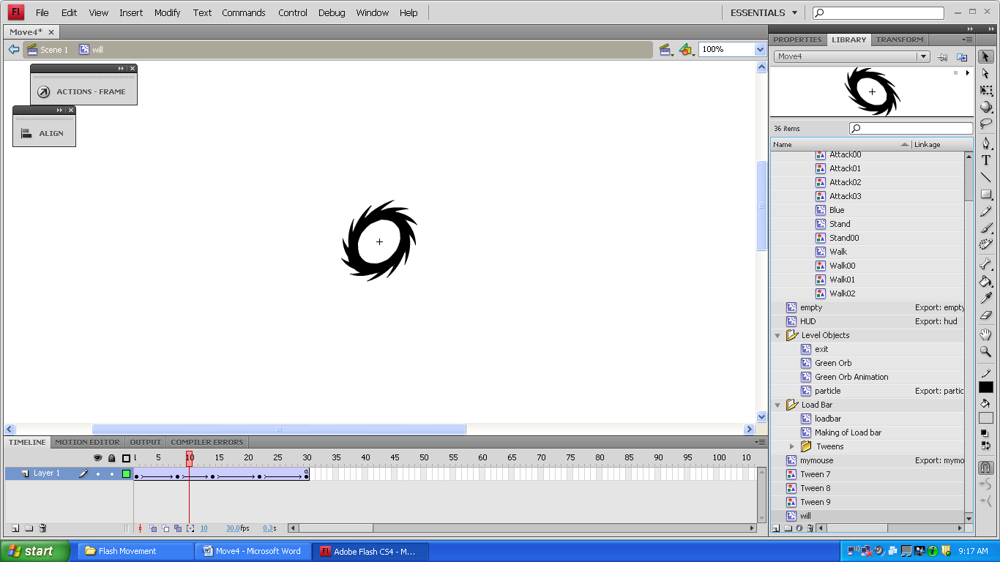 Fl File Edit View Insert Modify Text Commands Control Debug Window Help ESSENTIALS
Move4*
Scene 1 will 100%
ACTIONS - FRAME
ALIGN
PROPERTIES LIBRARY TRANSFORM
Move4
36 items
Name Linkage
Attack00
Attack01
Attack02
Attack03
Blue
Stand
Stand00
Walk
Walk00
Walk01
Walk02
empty Export: empty
HUD Export: hud
Level Objects
exit
Green Orb
Green Orb Animation
particle Export: partic
Load Bar
loadbar
Making of Load bar
Tweens
mymouse Export: mymo
Tween 7
Tween 8
Tween 9
will
TIMELINE MOTION EDITOR OUTPUT COMPILER ERRORS
5 10 15 20 25 30 35 40 45 50 55 60 65 70 75 80 85 90 95 100 10
Layer 1
10 30.0fps 0.3s
start Flash Movement Move4 - Microsoft Word Fl Adobe Flash CS4 - M... 9:17 AM